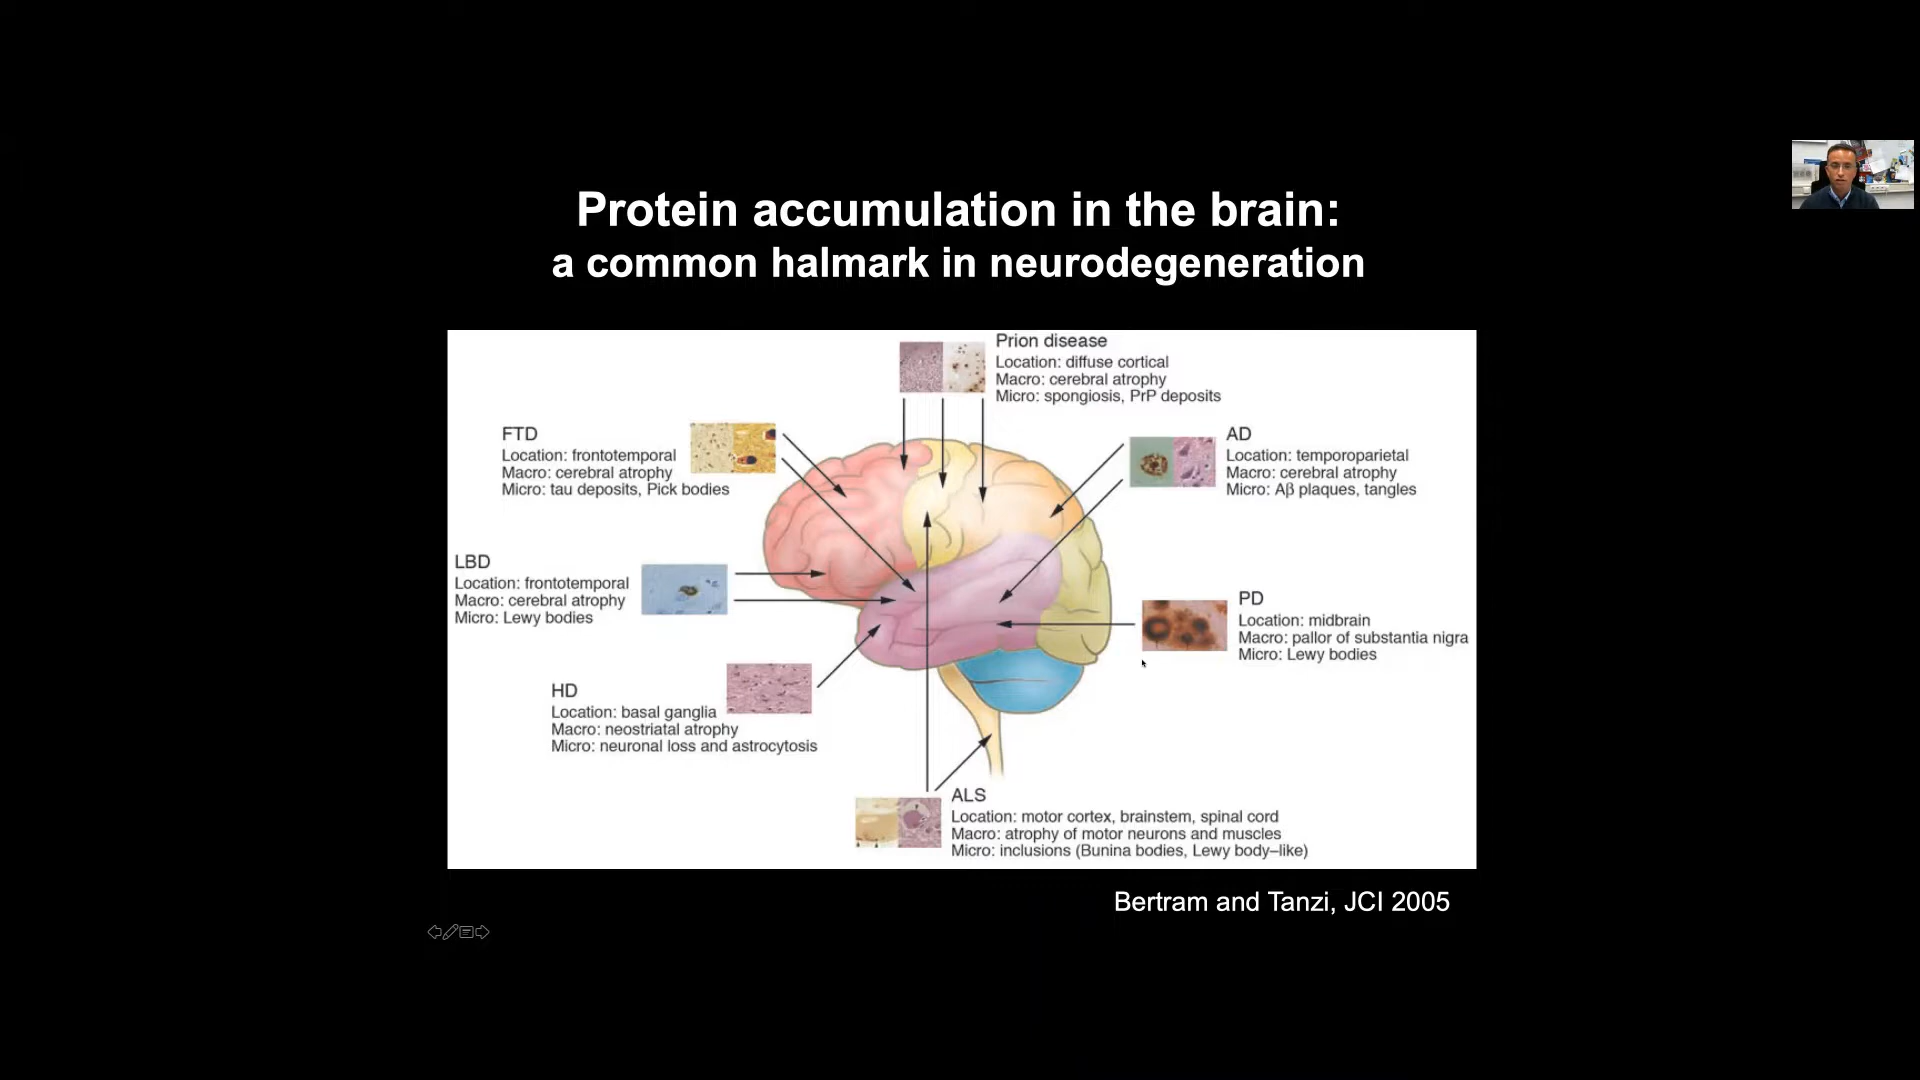 Protein accumulation in the brain:
a common halmark in neurodegeneration
Prion disease
Location: diffuse cortical
Macro: cerebral atrophy
Micro: spongiosis, PrP deposits
FTD
Location: frontotemporal
Macro: cerebral atrophy
Micro: tau deposits, Pick bodies
AD
Location: temporoparietal
Macro: cerebral atrophy
Micro: Aβ plaques, tangles
LBD
Location: frontotemporal
Macro: cerebral atrophy
Micro: Lewy bodies
PD
Location: midbrain
Macro: pallor of substantia nigra
Micro: Lewy bodies
HD
Location: basal ganglia
Macro: neostriatal atrophy
Micro: neuronal loss and astrocytosis
ALS
Location: motor cortex, brainstem, spinal cord
Macro: atrophy of motor neurons and muscles
Micro: inclusions (Bunina bodies, Lewy body–like)
Bertram and Tanzi, JCI 2005